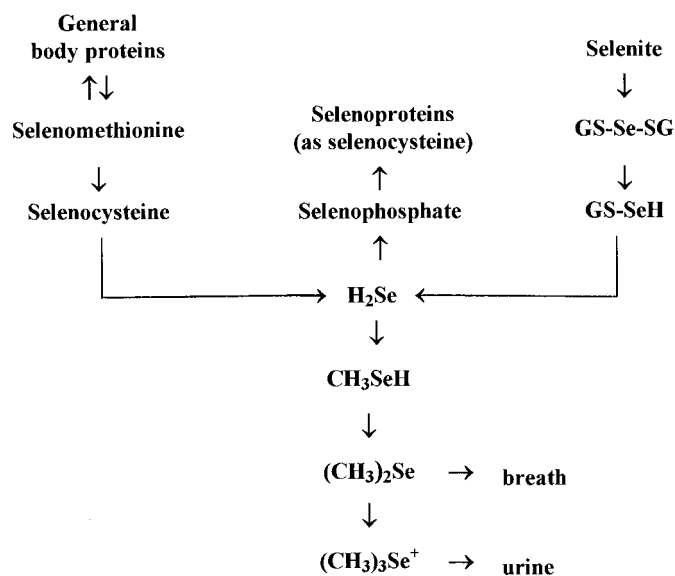 General
body proteins
↑↓
Selenomethionine
↓
Selenocysteine
Selenoproteins
(as selenocysteine)
↑
Selenophosphate
↑
Selenite
↓
GS-Se-SG
↓
GS-SeH
H₂Se
↓
CH₃SeH
↓
(CH₃)₂Se → breath
↓
(CH₃)₃Se⁺ → urine